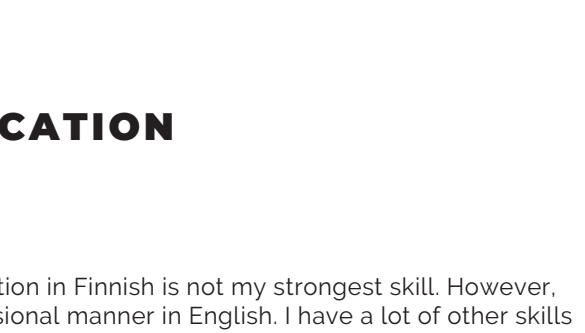 CATION
tion in Finnish is not my strongest skill. However,
sional manner in English. I have a lot of other skills